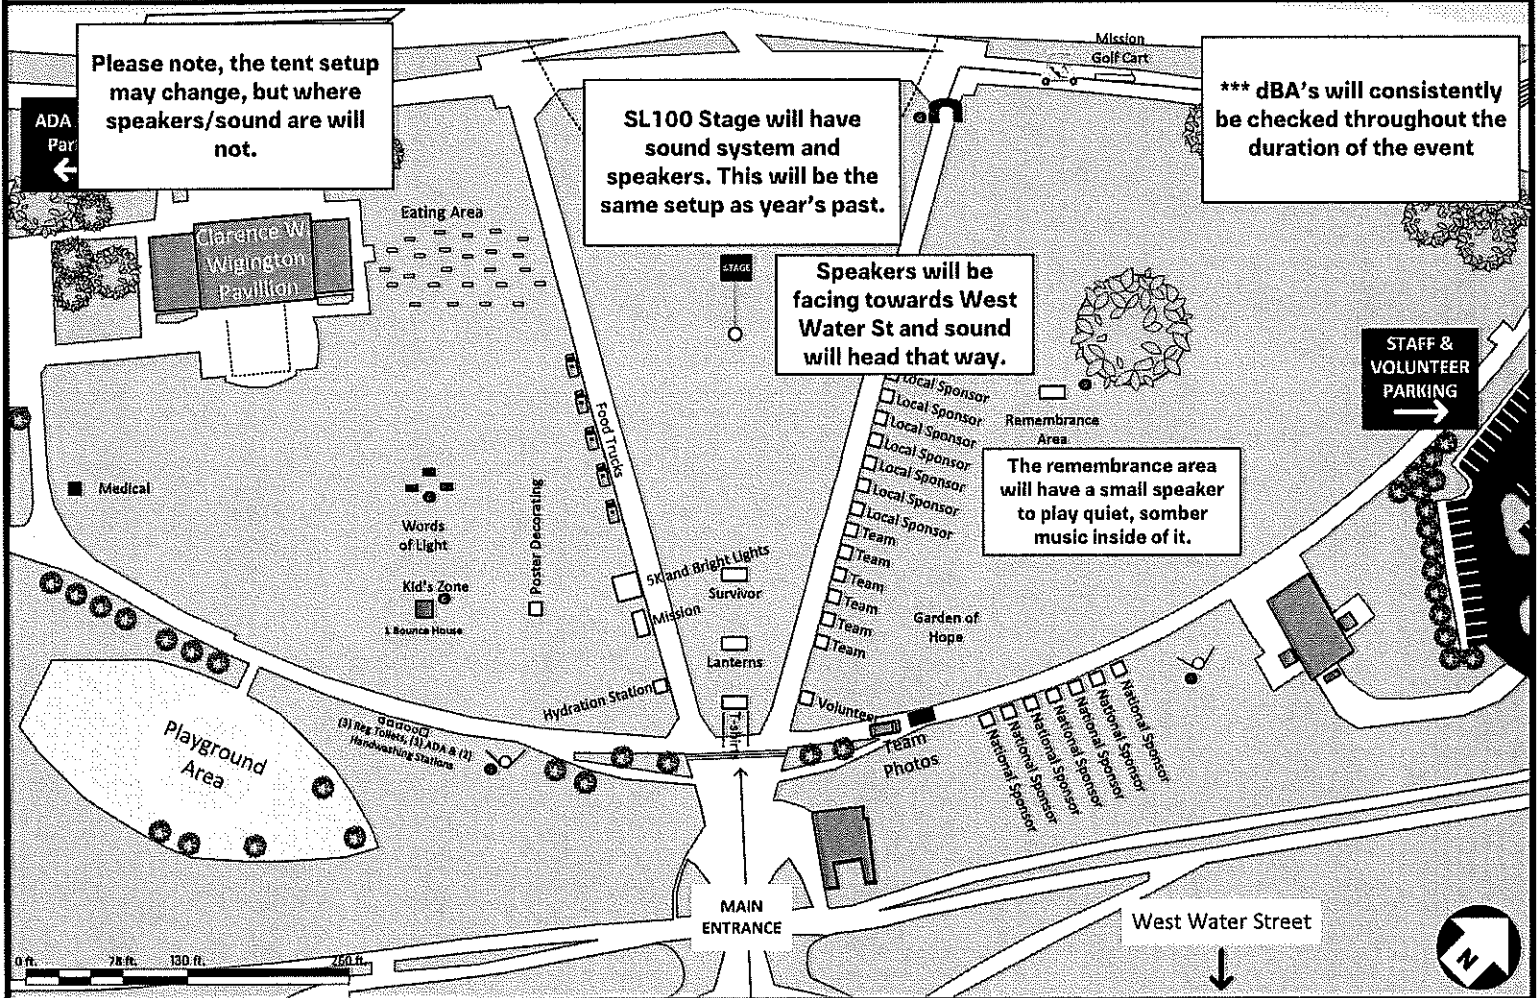 Please note, the tent setup
may change, but where
speakers/sound are will
not.
ADA
←
SL100 Stage will have
sound system and
speakers. This will be the
same setup as year's past.
Mission
Golf Cart
*** dBA's will consistently
be checked throughout the
duration of the event
Clarence W.
Wigington
Pavillion
Eating Area
STAGE
Speakers will be
facing towards West
Water St and sound
will head that way.
STAFF &
VOLUNTEER
PARKING
→
Local Sponsor
Local Sponsor
Local Sponsor
Local Sponsor
Local Sponsor
Local Sponsor
Local Sponsor
Team
Team
Team
Team
Team
Team
Remembrance
Area
The remembrance area
will have a small speaker
to play quiet, somber
music inside of it.
Food Trucks
Medical
Words
of Light
Poster Decorating
Kid's Zone
1 Bounce House
5K and Bright Lights
Survivor
Mission
Lanterns
Garden of
Hope
Hydration Station
T-shirts
Volunteer
Team
Photos
National Sponsor
National Sponsor
National Sponsor
National Sponsor
National Sponsor
National Sponsor
National Sponsor
Playground
Area
(3) Reg Toilets, (1) ADA & (2)
Handwashing Stations
MAIN
ENTRANCE
West Water Street
↓
0 ft.
130 ft.
260 ft.
N